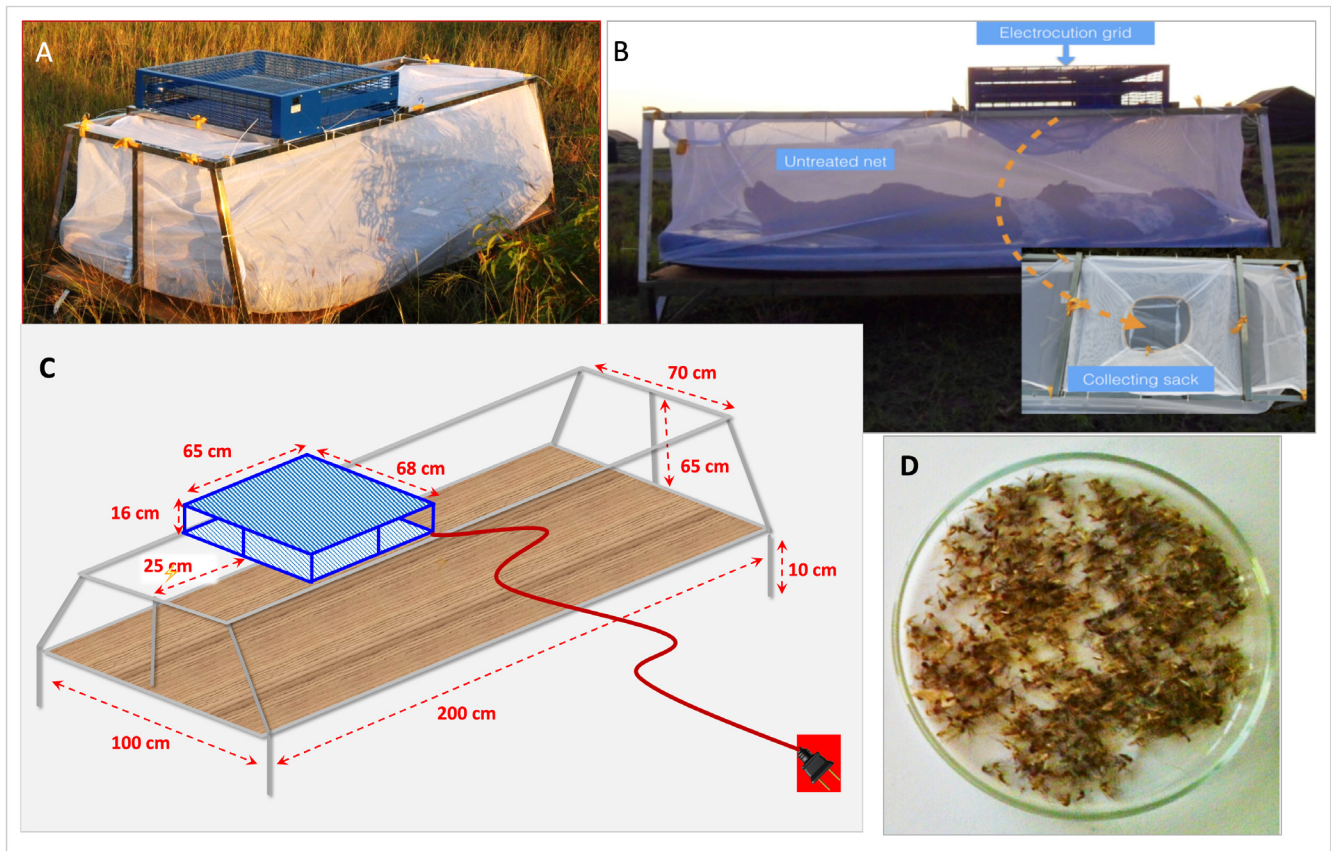 A
B
Electrocution grid
Untreated net
Collecting sack
C
70 cm
65 cm
68 cm
65 cm
16 cm
25 cm
10 cm
200 cm
100 cm
D